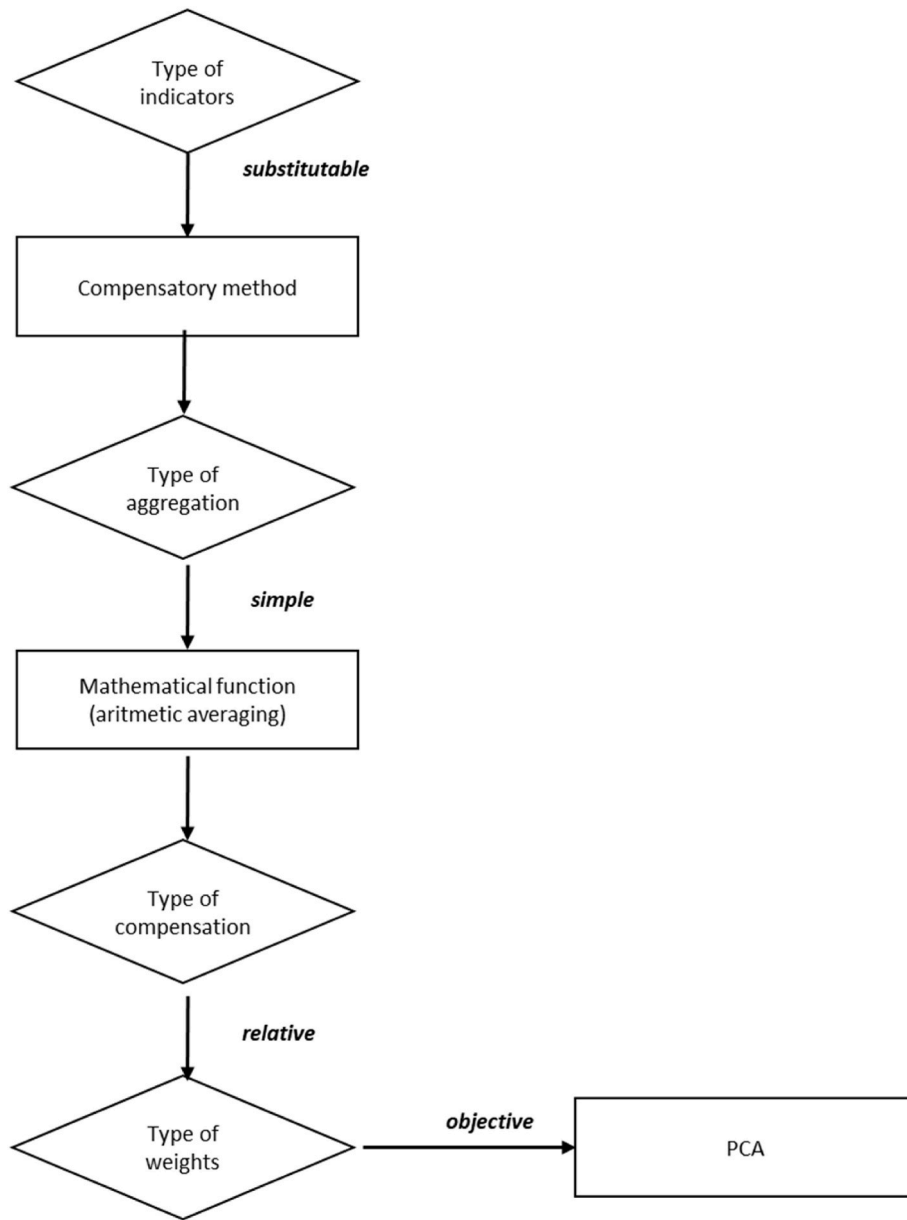 Type of
indicators
substitutable
Compensatory method
Type of
aggregation
simple
Mathematical function
(aritmetic averaging)
Type of
compensation
relative
Type of
weights
objective
PCA